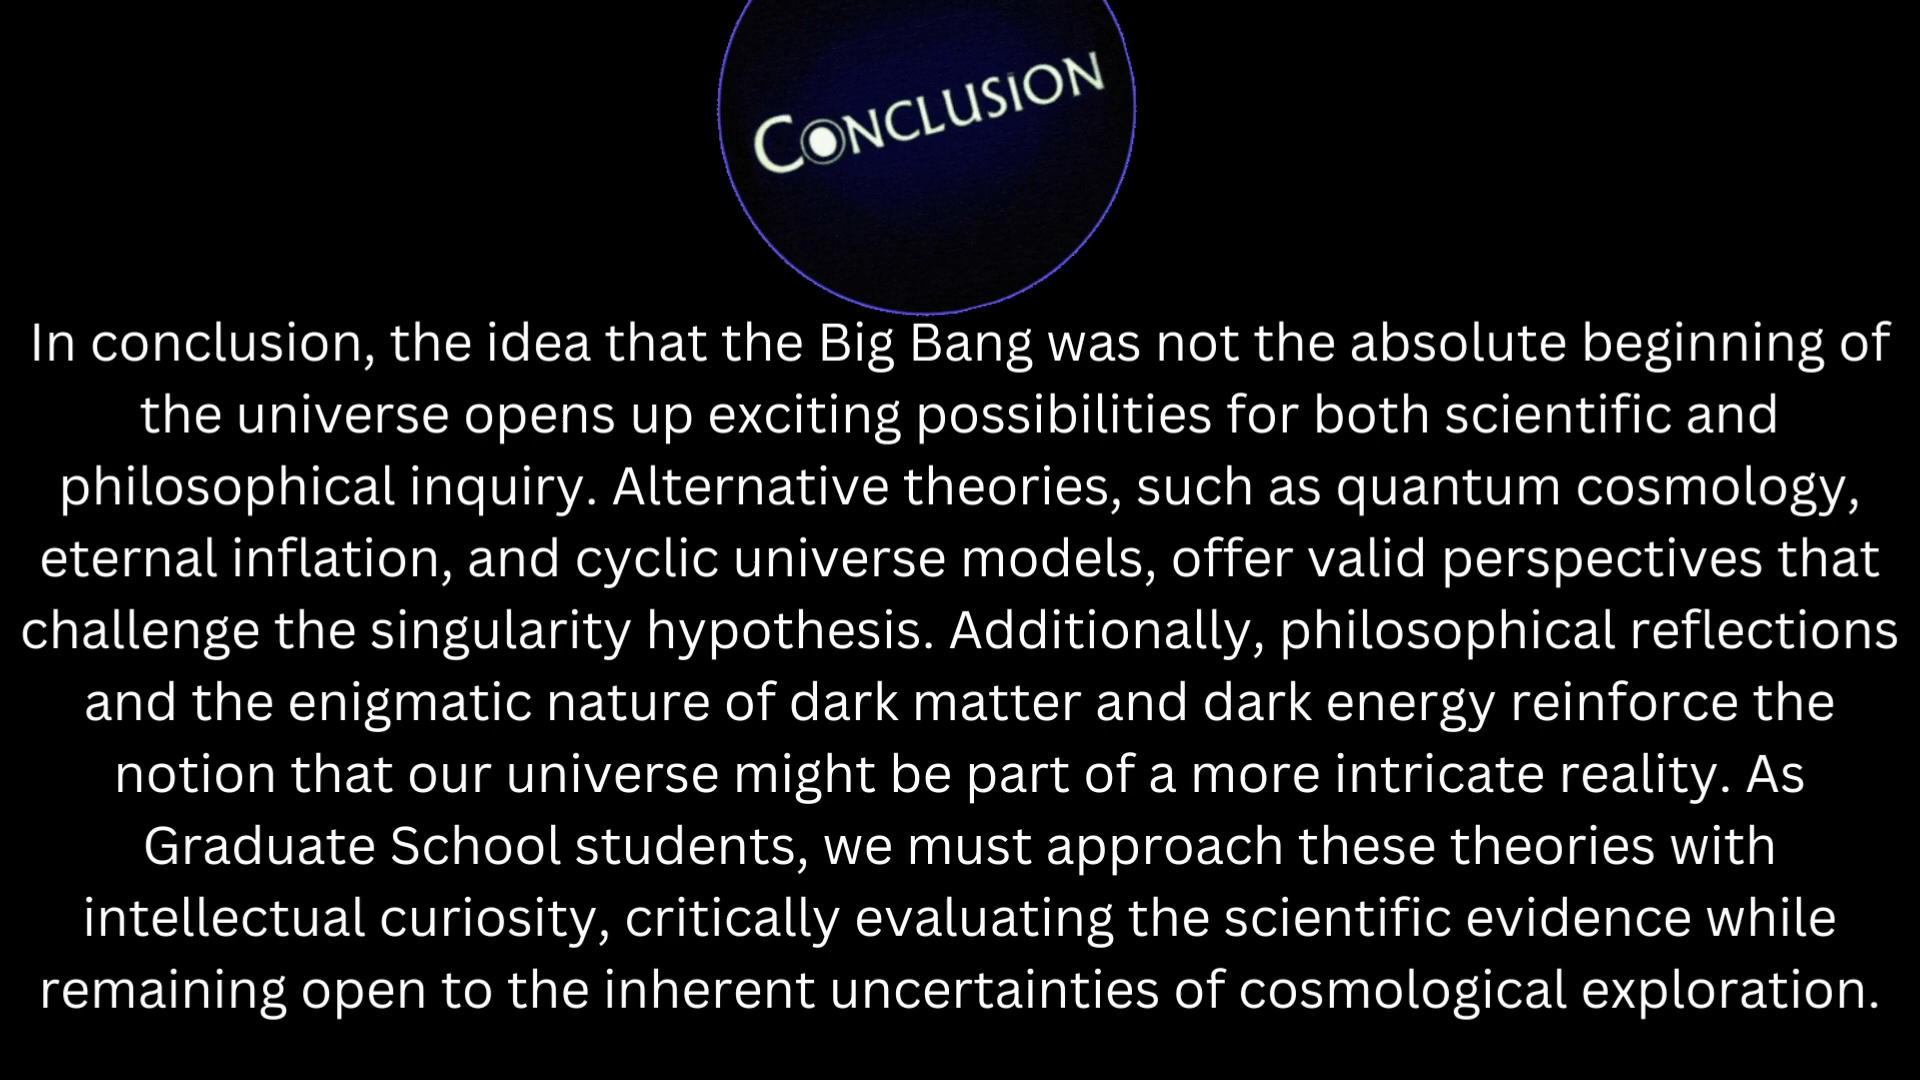 CONCLUSION
In conclusion, the idea that the Big Bang was not the absolute beginning of
the universe opens up exciting possibilities for both scientific and
philosophical inquiry. Alternative theories, such as quantum cosmology,
eternal inflation, and cyclic universe models, offer valid perspectives that
challenge the singularity hypothesis. Additionally, philosophical reflections
and the enigmatic nature of dark matter and dark energy reinforce the
notion that our universe might be part of a more intricate reality. As
Graduate School students, we must approach these theories with
intellectual curiosity, critically evaluating the scientific evidence while
remaining open to the inherent uncertainties of cosmological exploration.